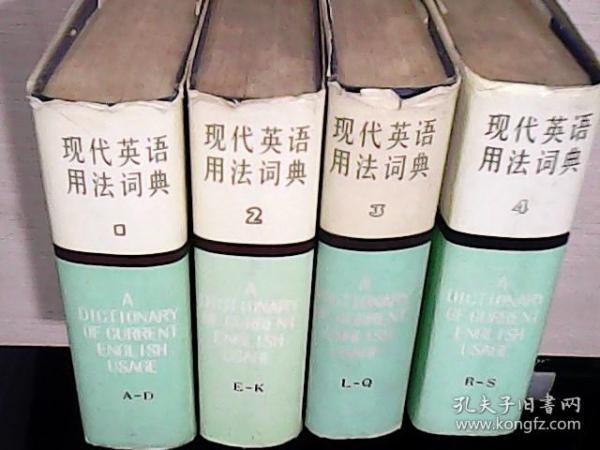 现代英语
用法词典
1
A
DICTIONARY
OF CURRENT
ENGLISH
USAGE
A-D
现代英语
用法词典
2
A
DICTIONARY
OF CURRENT
ENGLISH
USAGE
E-K
现代英语
用法词典
3
A
DICTIONARY
OF CURRENT
ENGLISH
USAGE
L-Q
现代英语
用法词典
4
A
DICTIONARY
OF CURRENT
ENGLISH
USAGE
R-S
孔夫子旧书网
www.kongfz.com